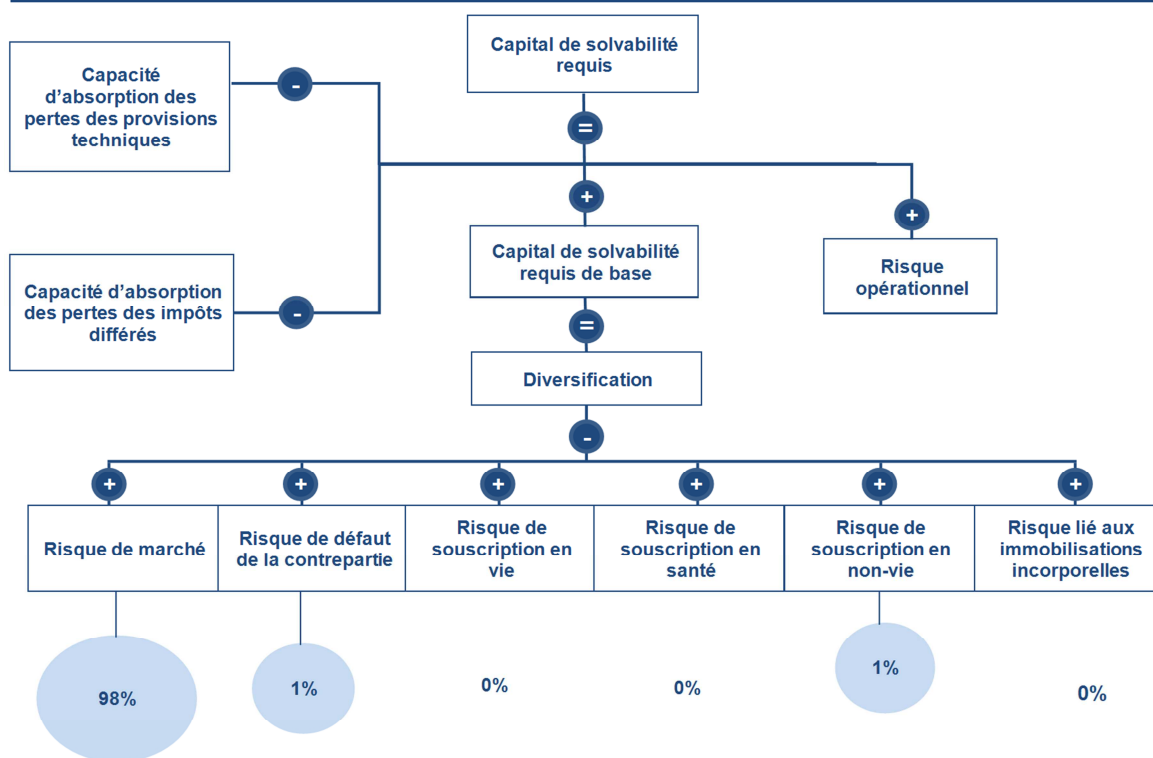 Capital de solvabilité
requis
Capacité
d'absorption des
pertes des provisions
techniques
-
=
+
+
Capital de solvabilité
requis de base
Risque
opérationnel
Capacité d'absorption
des pertes des impôts
différés
-
=
Diversification
-
+
+
+
+
+
+
Risque de marché
Risque de défaut
de la contrepartie
Risque de
souscription en
vie
Risque de
souscription en
santé
Risque de
souscription en
non-vie
Risque lié aux
immobilisations
incorporelles
98%
1%
0%
0%
1%
0%